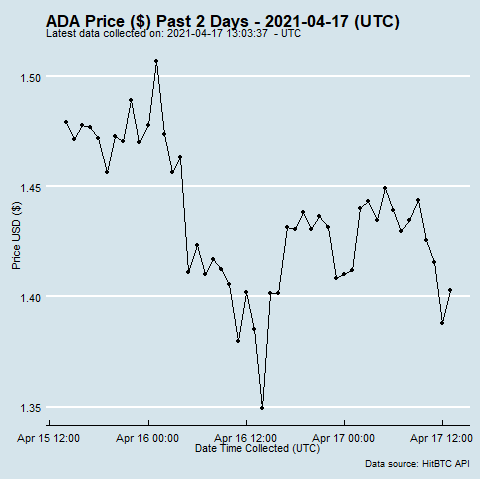 ADA Price ($) Past 2 Days - 2021-04-17 (UTC)
Latest data collected on: 2021-04-17 13:03:37 - UTC
1.50
1.45
1.40
1.35
Price USD ($)
Apr 15 12:00 Apr 16 00:00 Apr 16 12:00 Apr 17 00:00 Apr 17 12:00
Date Time Collected (UTC)
Data source: HitBTC API